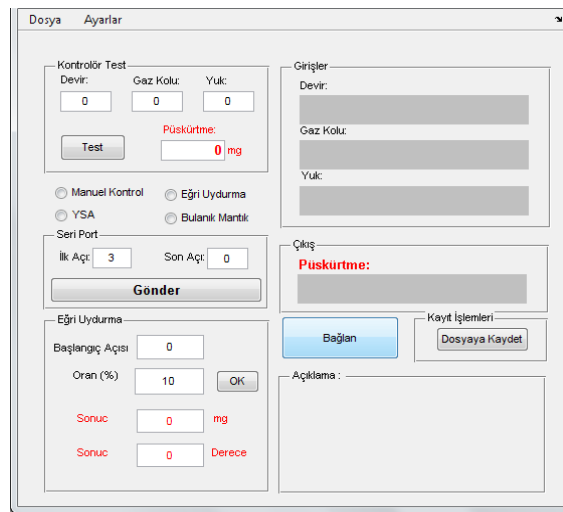 Dosya Ayarlar
Kontrolör Test
Devir: Gaz Kolu: Yuk:
0 0 0
Püskürtme:
Test 0 mg
Manuel Kontrol Eğri Uydurma
YSA Bulanık Mantık
Seri Port
İlk Açı: 3 Son Açı: 0
Gönder
Eğri Uydurma
Başlangıç Açısı 0
Oran (%) 10 OK
Sonuc 0 mg
Sonuc 0 Derece
Girişler
Devir:
Gaz Kolu:
Yuk:
Çıkış
Püskürtme:
Bağlan
Kayıt İşlemleri
Dosyaya Kaydet
Açıklama :